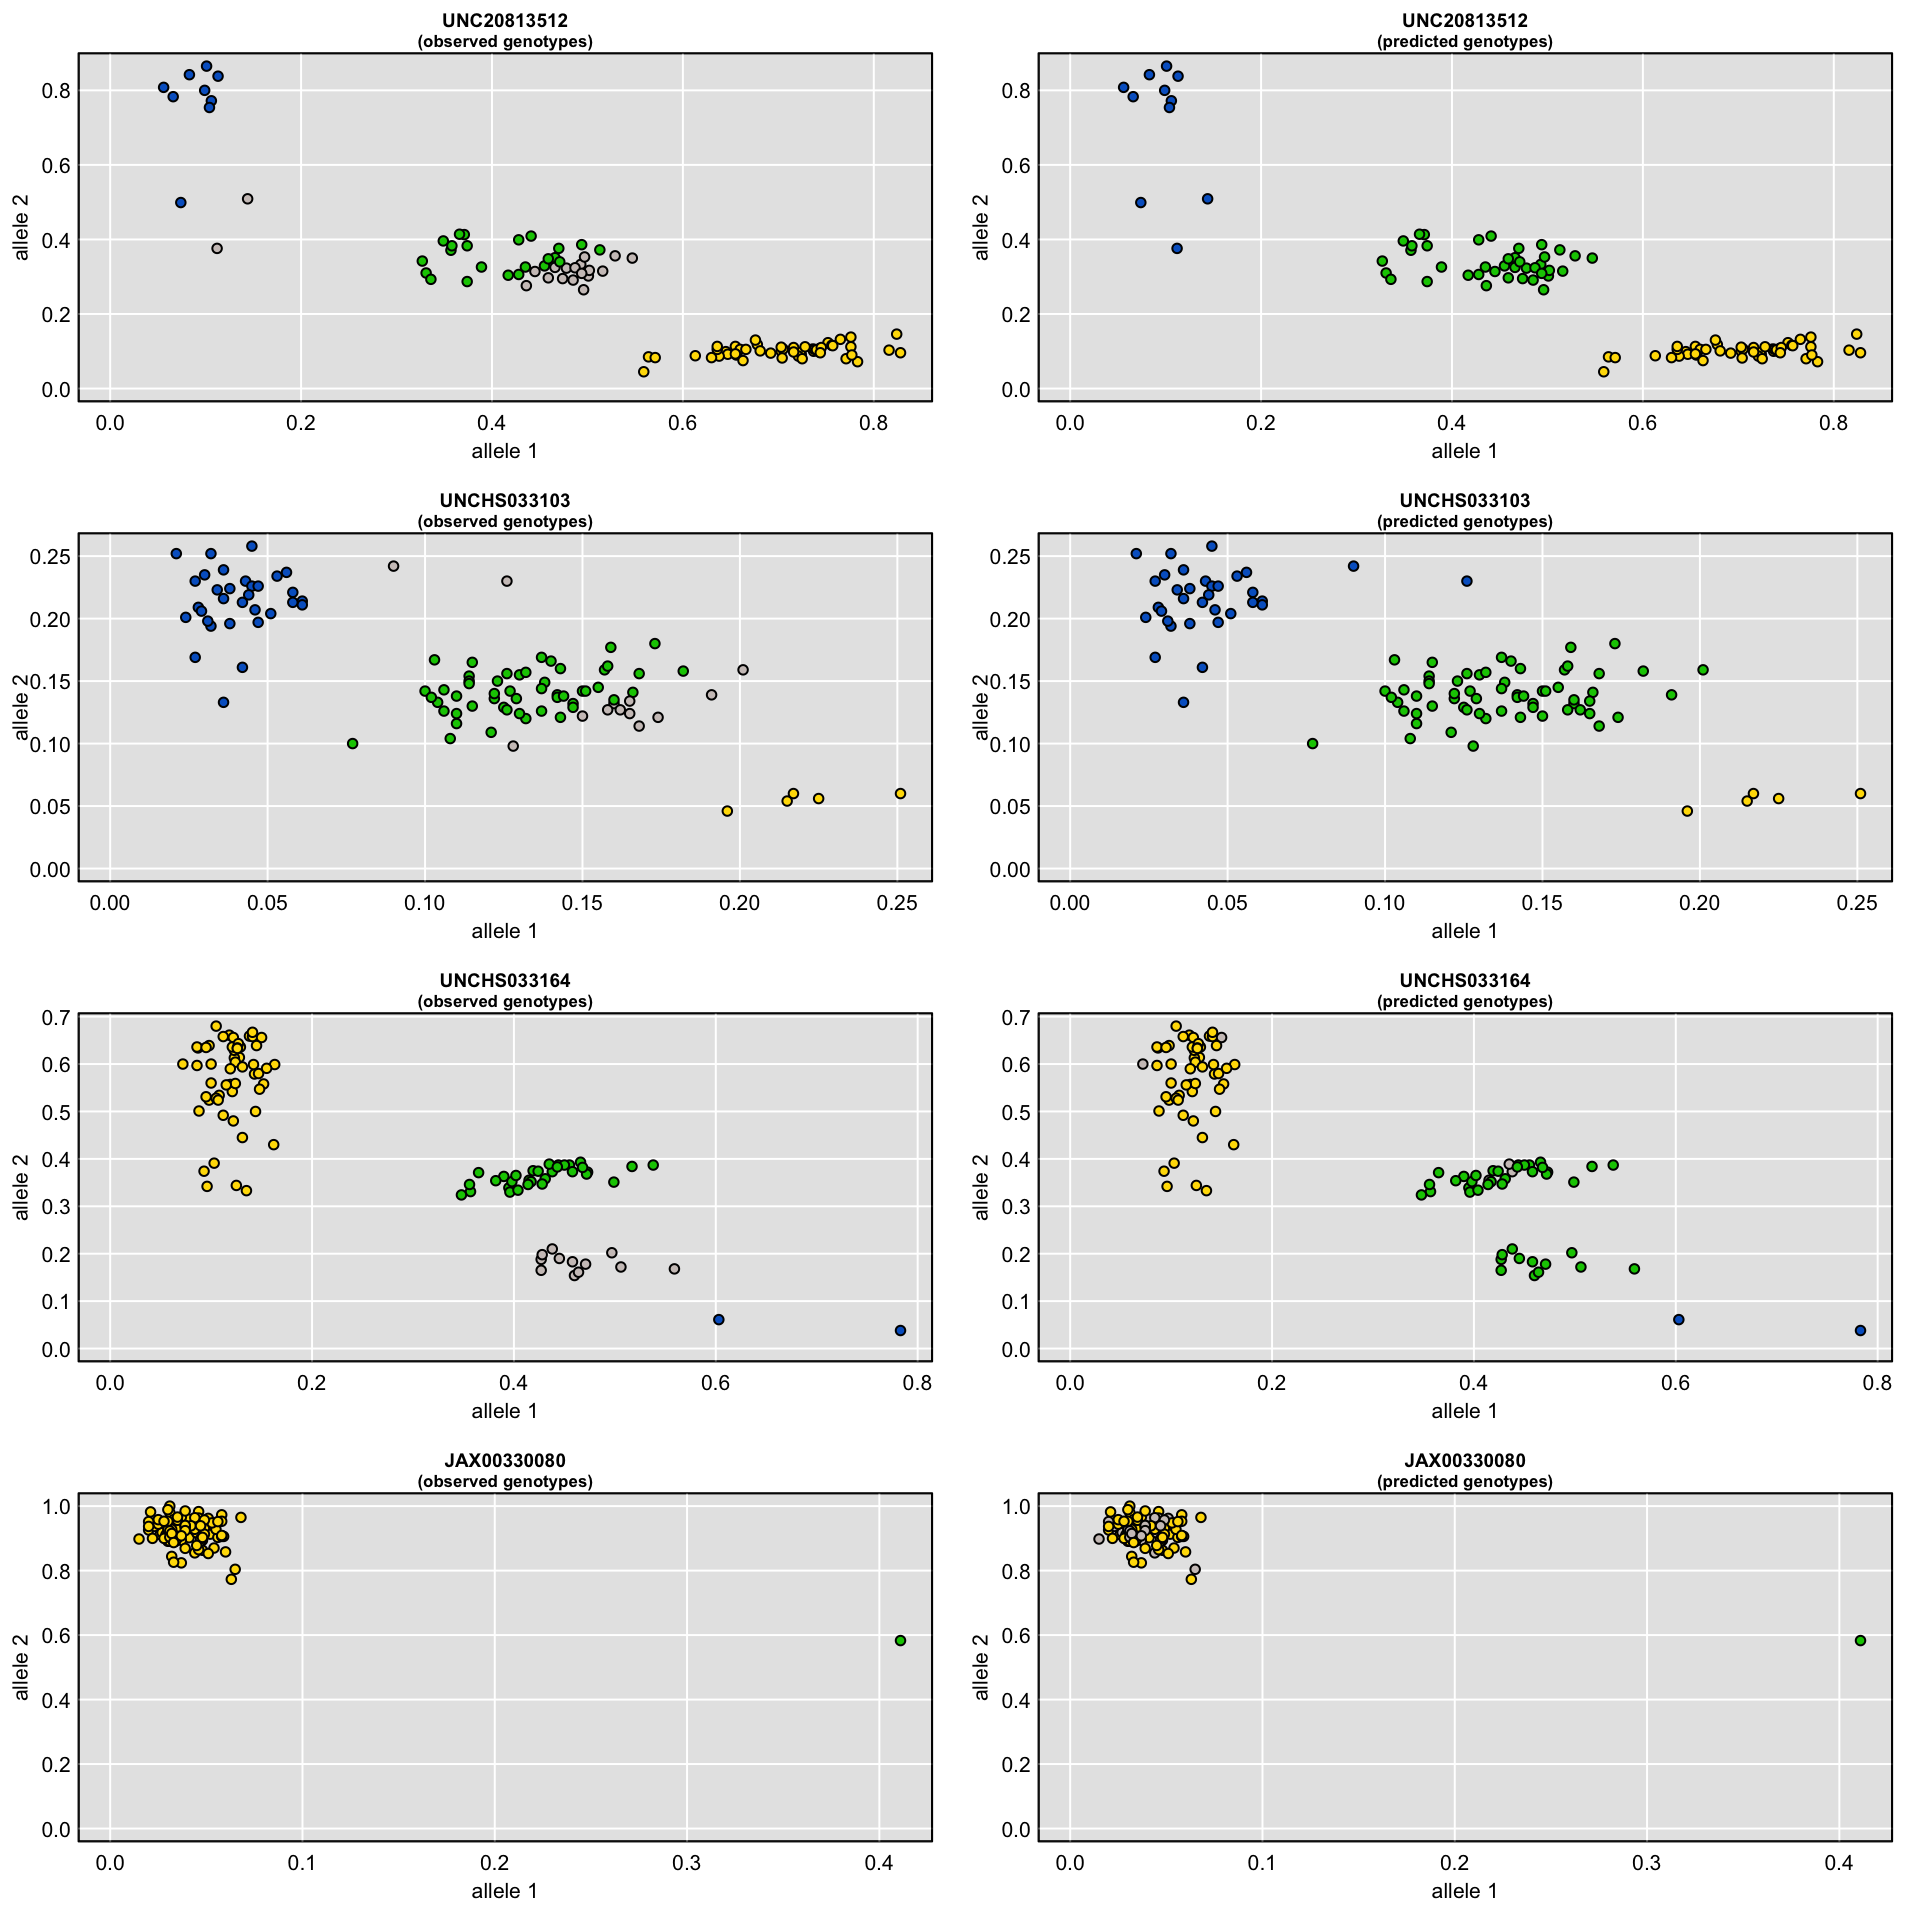 UNC20813512
(observed genotypes)
allele 2
0.8
0.6
0.4
0.2
0.0
0.0 0.2 0.4 0.6 0.8
allele 1
UNC20813512
(predicted genotypes)
allele 2
0.8
0.6
0.4
0.2
0.0
0.0 0.2 0.4 0.6 0.8
allele 1
UNCHS033103
(observed genotypes)
allele 2
0.25
0.20
0.15
0.10
0.05
0.00
0.00 0.05 0.10 0.15 0.20 0.25
allele 1
UNCHS033103
(predicted genotypes)
allele 2
0.25
0.20
0.15
0.10
0.05
0.00
0.00 0.05 0.10 0.15 0.20 0.25
allele 1
UNCHS033164
(observed genotypes)
allele 2
0.7
0.6
0.5
0.4
0.3
0.2
0.1
0.0
0.0 0.2 0.4 0.6 0.8
allele 1
UNCHS033164
(predicted genotypes)
allele 2
0.7
0.6
0.5
0.4
0.3
0.2
0.1
0.0
0.0 0.2 0.4 0.6 0.8
allele 1
JAX00330080
(observed genotypes)
allele 2
1.0
0.8
0.6
0.4
0.2
0.0
0.0 0.1 0.2 0.3 0.4
allele 1
JAX00330080
(predicted genotypes)
allele 2
1.0
0.8
0.6
0.4
0.2
0.0
0.0 0.1 0.2 0.3 0.4
allele 1